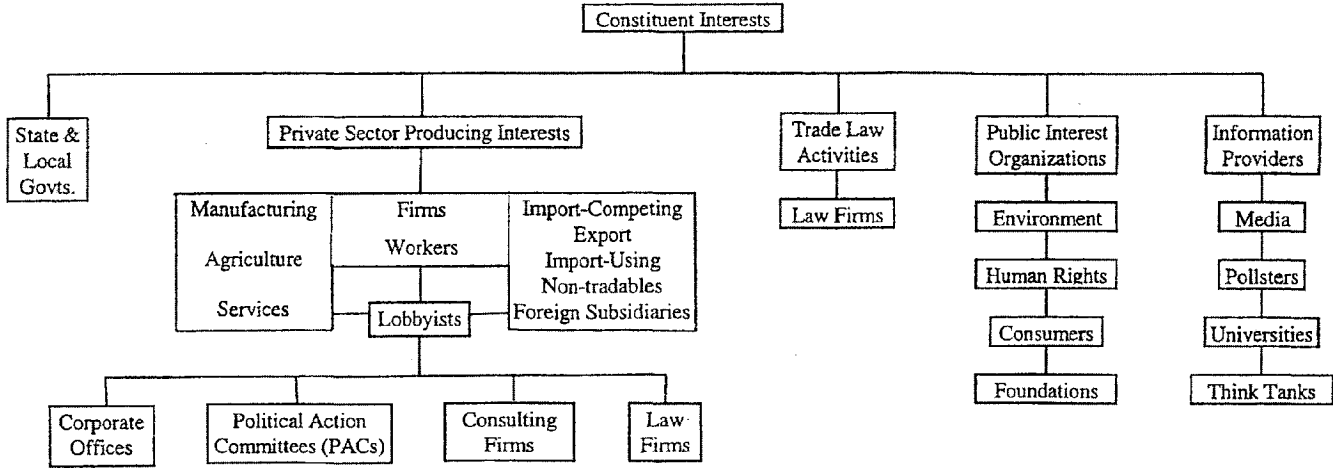 Constituent Interests
State &
Local
Govts.
Private Sector Producing Interests
Trade Law
Activities
Public Interest
Organizations
Information
Providers
Manufacturing
Agriculture
Services
Firms
Workers
Import-Competing
Export
Import-Using
Non-tradables
Foreign Subsidiaries
Lobbyists
Law Firms
Environment
Human Rights
Consumers
Foundations
Media
Pollsters
Universities
Think Tanks
Corporate
Offices
Political Action
Committees (PACs)
Consulting
Firms
Law
Firms